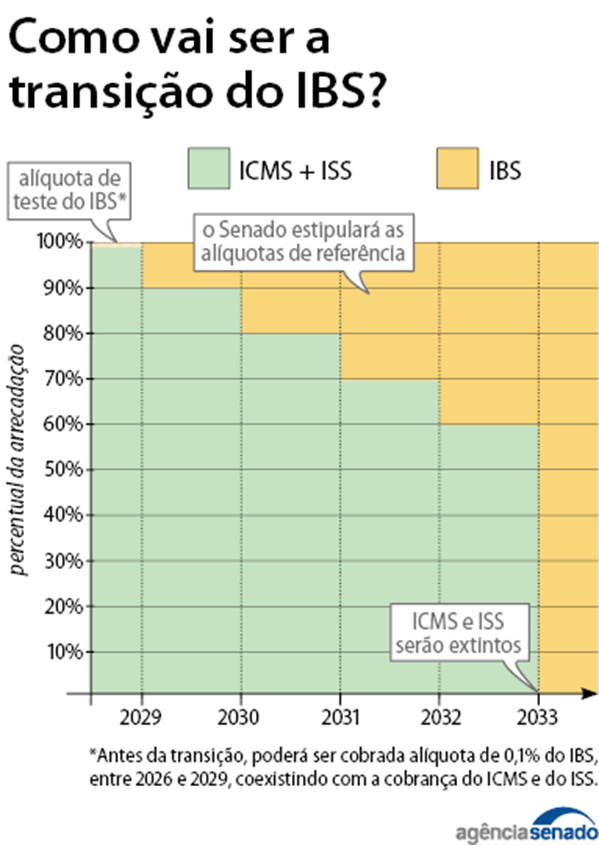 Como vai ser a
transição do IBS?
ICMS + ISS
IBS
alíquota de
teste do IBS*
o Senado estipulará as
alíquotas de referência
100%
90%
80%
70%
60%
50%
40%
30%
20%
10%
percentual da arrecadação
ICMS e ISS
serão extintos
2029
2030
2031
2032
2033
*Antes da transição, poderá ser cobrada alíquota de 0,1% do IBS,
entre 2026 e 2029, coexistindo com a cobrança do ICMS e do ISS.
agênciasenado